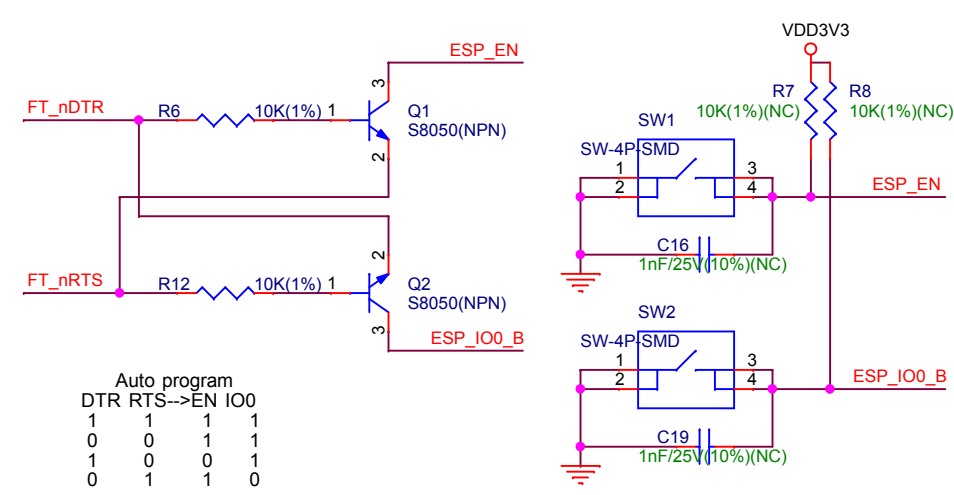 ESP_EN
3
FT_nDTR
R6
10K(1%)
1
Q1
S8050(NPN)
2
2
FT_nRTS
R12
10K(1%)
1
Q2
S8050(NPN)
3
ESP_IO0_B
Auto program
DTR RTS-->EN IO0
1 1 1 1
0 0 1 1
1 0 0 1
0 1 1 0
VDD3V3
R7
10K(1%)(NC)
R8
10K(1%)(NC)
SW1
SW-4P-SMD
1
2
3
4
ESP_EN
C16
1nF/25V(10%)(NC)
SW2
SW-4P-SMD
1
2
3
4
ESP_IO0_B
C19
1nF/25V(10%)(NC)